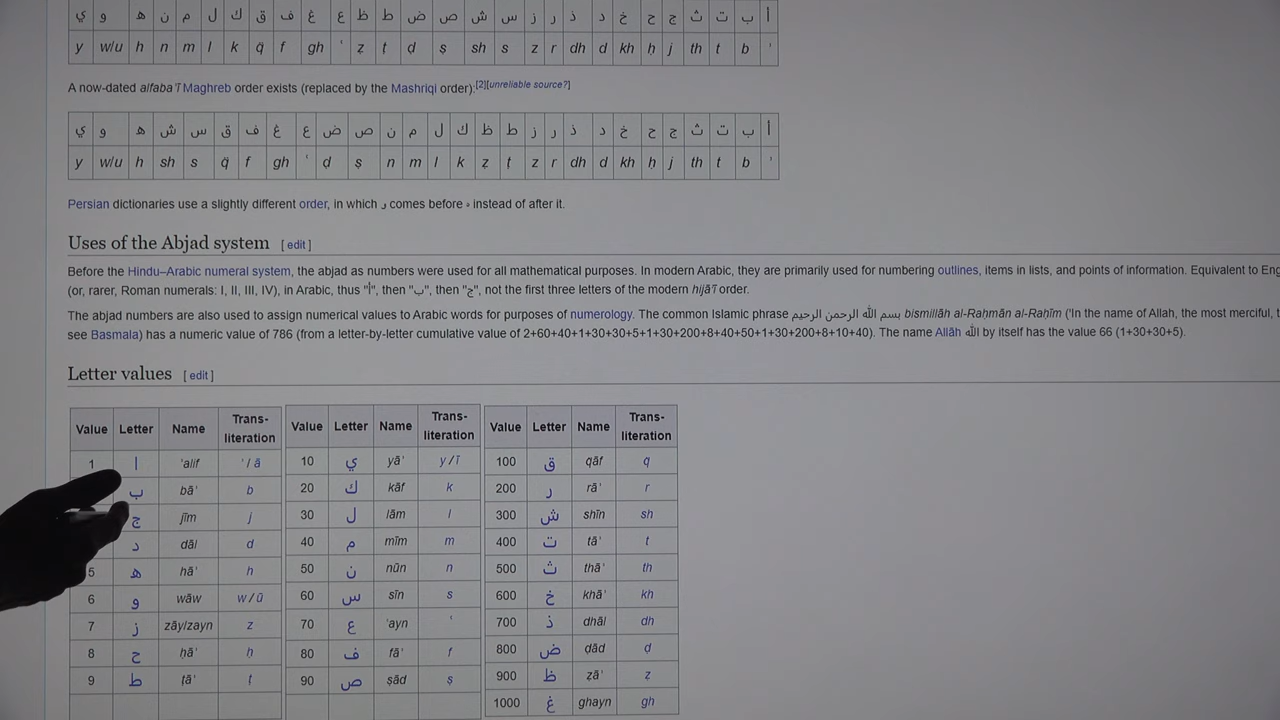 ي و ه ن م ل ك ق ف غ ع ظ ط ض ص ش س ز ر ذ د خ ح ج ث ت ب أ
y w/u h n m l k q f gh ʿ ẓ ṭ ḍ ṣ sh s z r dh d kh ḥ j th t b ʾ
A now-dated alfabaʾī Maghreb order exists (replaced by the Mashriqi order):[2][unreliable source?]
ي و ه ش س ق ف غ ع ض ص ن م ل ك ظ ط ز ر ذ د خ ح ج ث ت ب أ
y w/u h sh s q f gh ʿ ḍ ṣ n m l k ẓ ṭ z r dh d kh ḥ j th t b ʾ
Persian dictionaries use a slightly different order, in which و comes before ه instead of after it.
Uses of the Abjad system [ edit ]
Before the Hindu–Arabic numeral system, the abjad as numbers were used for all mathematical purposes. In modern Arabic, they are primarily used for numbering outlines, items in lists, and points of information. Equivalent to Eng
(or, rarer, Roman numerals: I, II, III, IV), in Arabic, thus "أ", then "ب", then "ج", not the first three letters of the modern hijāʾī order.
The abjad numbers are also used to assign numerical values to Arabic words for purposes of numerology. The common Islamic phrase بسم الله الرحمن الرحيم bismillāh al-Raḥmān al-Raḥīm ('In the name of Allah, the most merciful, t
see Basmala) has a numeric value of 786 (from a letter-by-letter cumulative value of 2+60+40+1+30+30+5+1+30+200+8+40+50+1+30+200+8+10+40). The name Allāh الله by itself has the value 66 (1+30+30+5).
Letter values [ edit ]
Value Letter Name Trans-literation Value Letter Name Trans-literation Value Letter Name Trans-literation
1 ا ʾalif ʾ / ā 10 ي yāʾ y / ī 100 ق qāf q
ب bāʾ b 20 ك kāf k 200 ر rāʾ r
ج jīm j 30 ل lām l 300 ش shīn sh
د dāl d 40 م mīm m 400 ت tāʾ t
5 ه hāʾ h 50 ن nūn n 500 ث thāʾ th
6 و wāw w / ū 60 س sīn s 600 خ khāʾ kh
7 ز zāy/zayn z 70 ع ʿayn ʿ 700 ذ dhāl dh
8 ح ḥāʾ ḥ 80 ف fāʾ f 800 ض ḍād ḍ
9 ط ṭāʾ ṭ 90 ص ṣād ṣ 900 ظ ẓāʾ ẓ
1000 غ ghayn gh